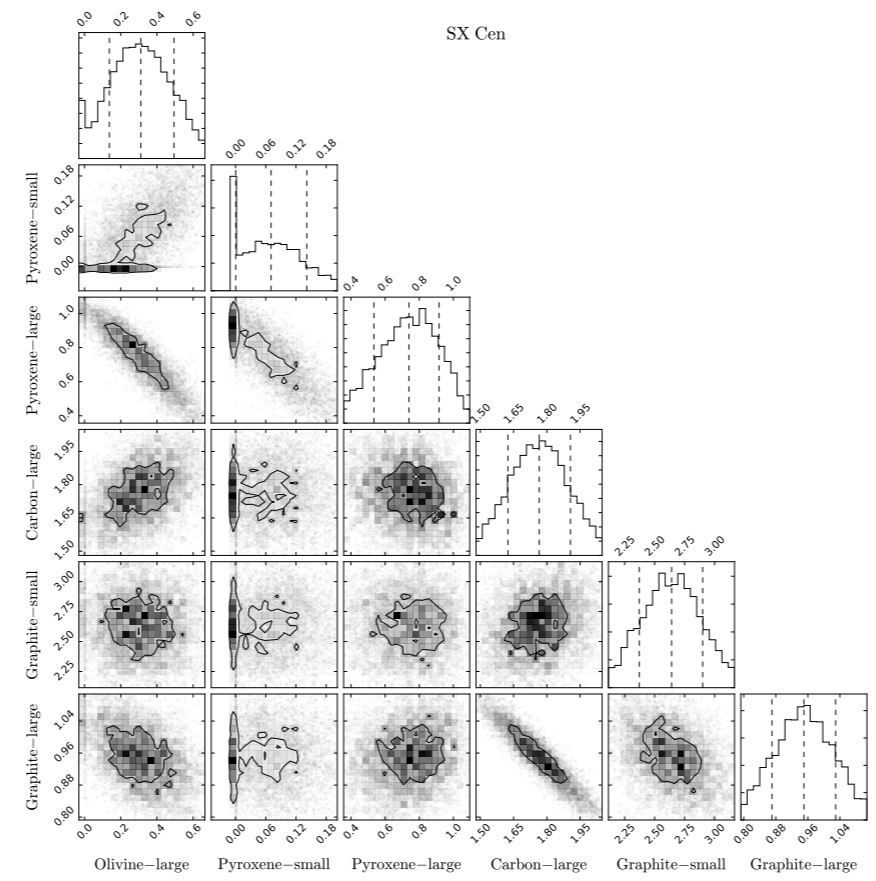 SX Cen
0.0 0.2 0.4 0.6
0.00 0.06 0.12 0.18
Pyroxene−small
0.18
0.12
0.06
0.00
0.4 0.6 0.8 1.0
Pyroxene−large
1.0
0.8
0.6
0.4
1.50 1.65 1.80 1.95
Carbon−large
1.95
1.80
1.65
1.50
2.25 2.50 2.75 3.00
Graphite−small
3.00
2.75
2.50
2.25
Graphite−large
1.04
0.96
0.88
0.80
0.0 0.2 0.4 0.6 0.00 0.06 0.12 0.18 0.4 0.6 0.8 1.0 1.50 1.65 1.80 1.95 2.25 2.50 2.75 3.00 0.80 0.88 0.96 1.04
Olivine−large Pyroxene−small Pyroxene−large Carbon−large Graphite−small Graphite−large